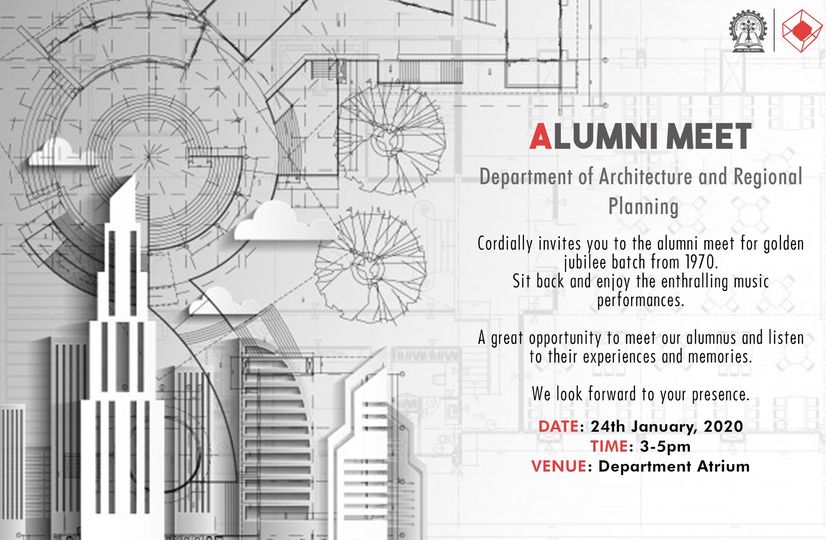 ALUMNI MEET
Department of Architecture and Regional
Planning
Cordially invites you to the alumni meet for golden
jubilee batch from 1970.
Sit back and enjoy the enthralling music
performances.
A great opportunity to meet our alumnus and listen
to their experiences and memories.
We look forward to your presence.
DATE: 24th January, 2020
TIME: 3-5pm
VENUE: Department Atrium